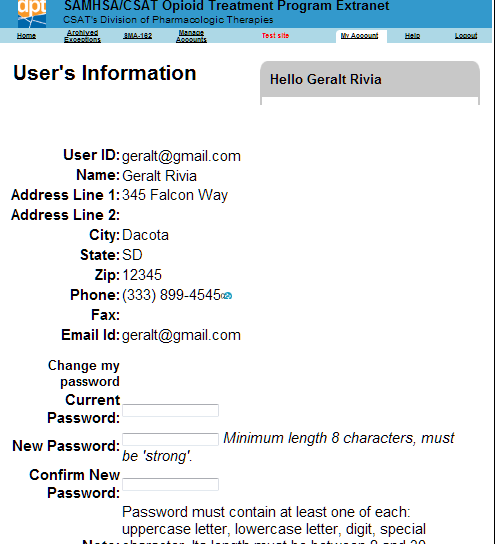 dpt
SAMHSA/CSAT Opioid Treatment Program Extranet
CSAT's Division of Pharmacologic Therapies
Home Archived Exceptions SMA-162 Manage Accounts Test site My Account Help Logout
User's Information
Hello Geralt Rivia
User ID: geralt@gmail.com
Name: Geralt Rivia
Address Line 1: 345 Falcon Way
Address Line 2:
City: Dacota
State: SD
Zip: 12345
Phone: (333) 899-4545
Fax:
Email Id: geralt@gmail.com
Change my
password
Current
Password:
New Password: Minimum length 8 characters, must
be 'strong'.
Confirm New
Password:
Password must contain at least one of each:
uppercase letter, lowercase letter, digit, special
Note: character. Its length must be between 8 and 20